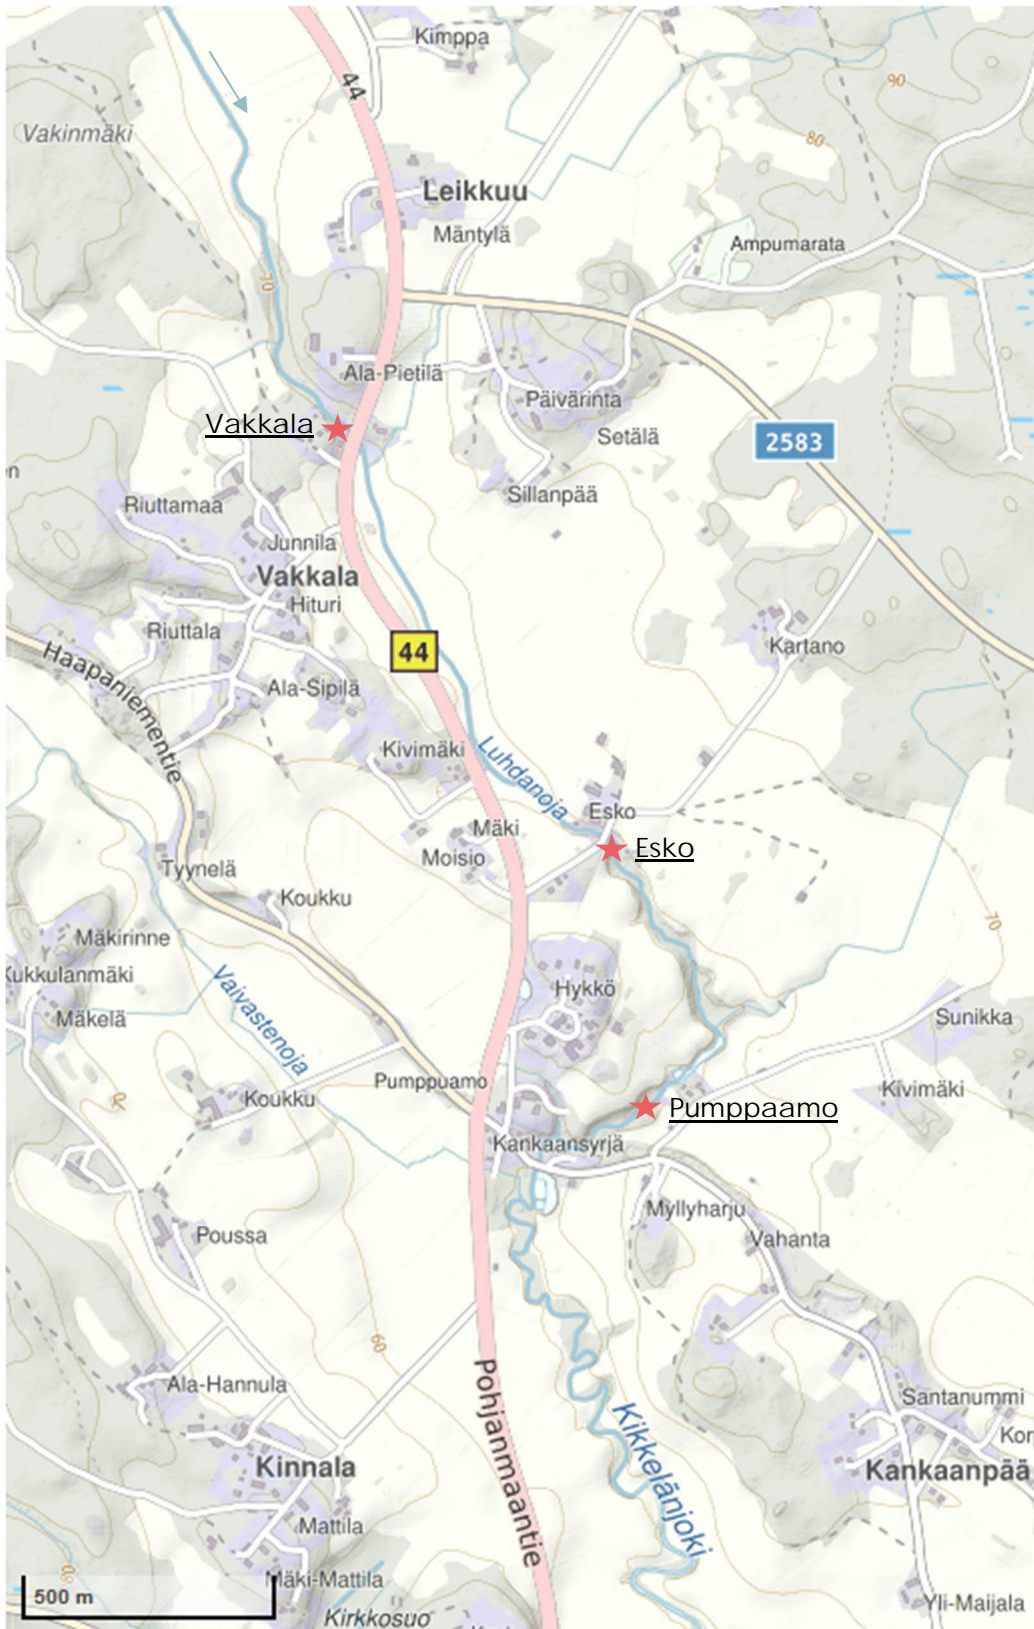 Kimppa
44
90
Vakinmäki
80
Leikkuu
Mäntylä
Ampumarata
70
Ala-Pietilä
Päivärinta
Vakkala
Setälä
2583
en
Sillanpää
Riuttamaa
Junnila
Vakkala
Hituri
Riuttala
Kartano
44
Haapaniementie
Ala-Sipilä
Kivimäki
Luhdanoja
Esko
Mäki
Esko
Moisio
Tyynelä
Koukku
70
Mäkirinne
Kukkulanmäki
Hykkö
Vaivastenoja
Mäkelä
Sunikka
Pumppuamo
Kivimäki
Koukku
Pumppaamo
Kankaansyrjä
Myllyharju
Poussa
Vahanta
60
Ala-Hannula
Pohjanmaantie
Santanummi
Kikkelänjoki
Kor
Kinnala
Kankaanpää
Mattila
Mäki-Mattila
500 m
Yli-Maijala
Kirkkosuo